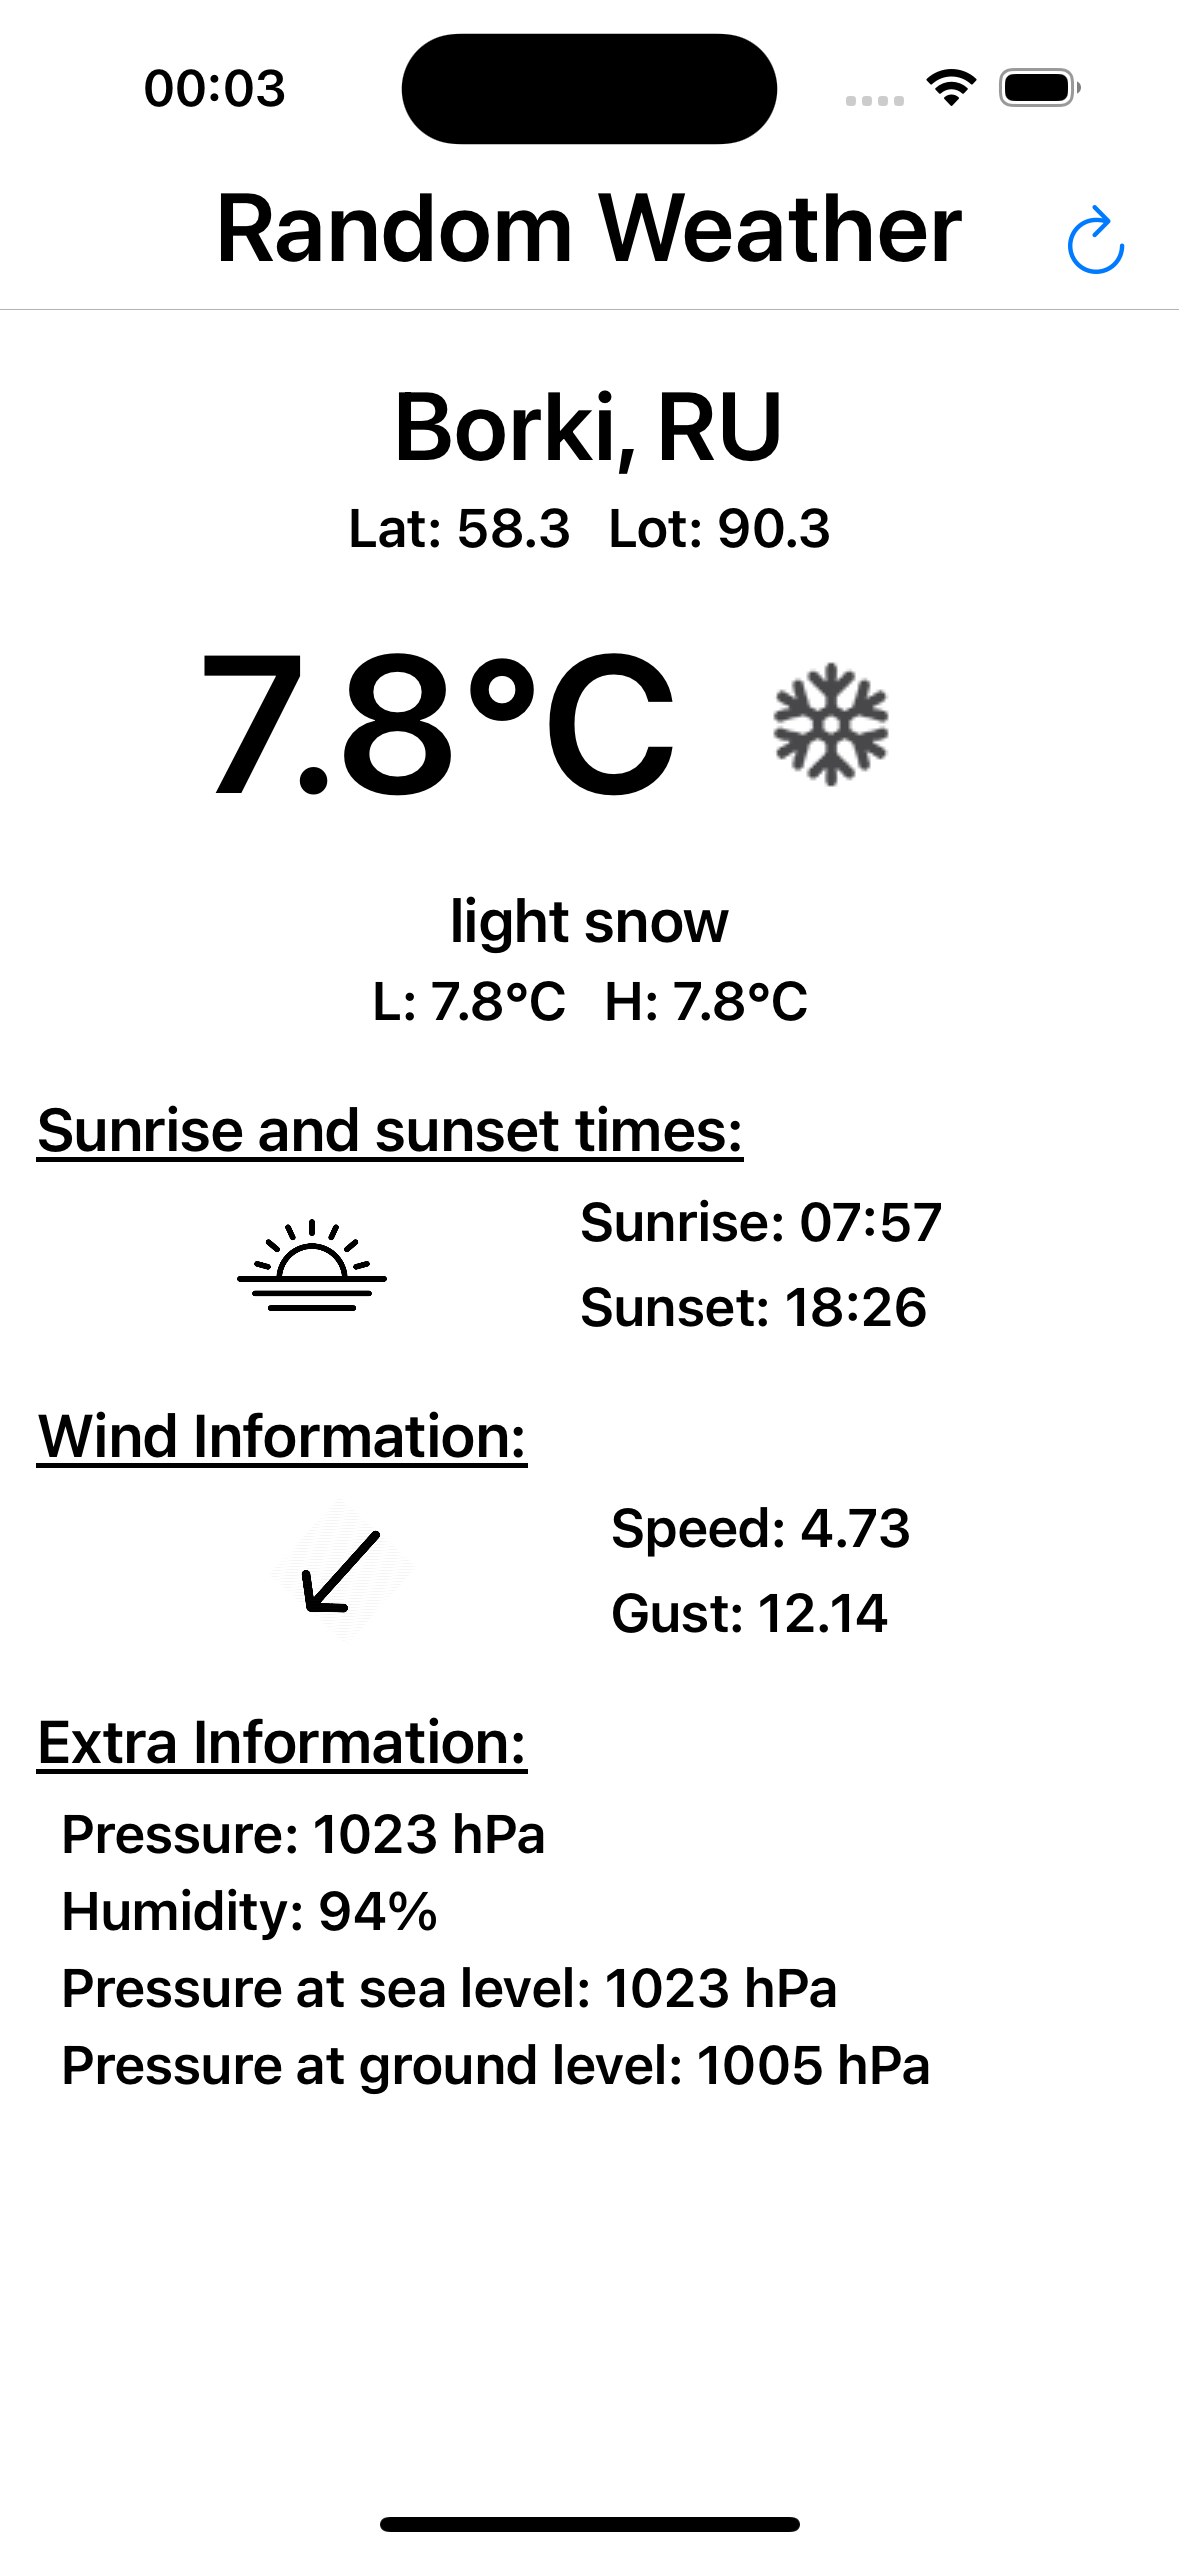 00:03
Random Weather
Borki, RU
Lat: 58.3 Lot: 90.3
7.8°C
light snow
L: 7.8°C H: 7.8°C
Sunrise and sunset times:
Sunrise: 07:57
Sunset: 18:26
Wind Information:
Speed: 4.73
Gust: 12.14
Extra Information:
Pressure: 1023 hPa
Humidity: 94%
Pressure at sea level: 1023 hPa
Pressure at ground level: 1005 hPa